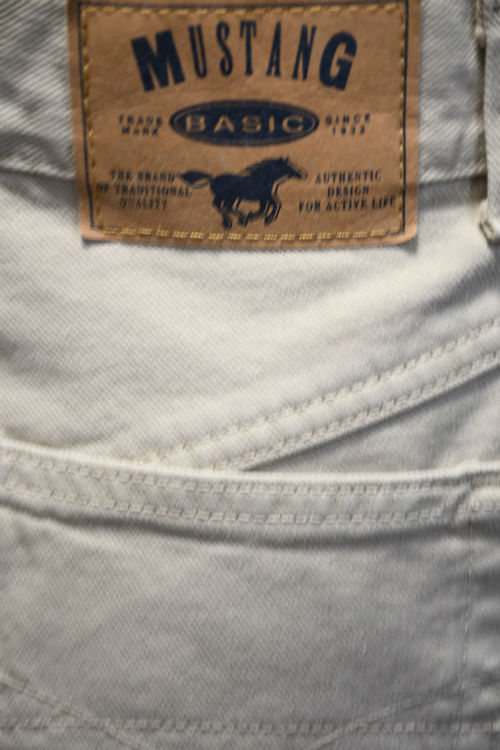 MUSTANG
TRADE MARK
BASIC
SINCE 1932
THE BRAND
OF TRADITIONAL
QUALITY
AUTHENTIC
DESIGN
FOR ACTIVE LIFE